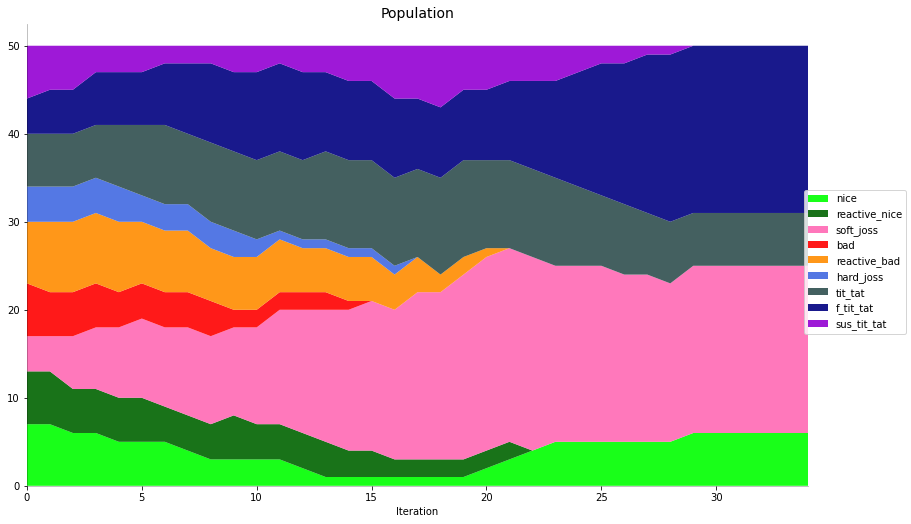 Population
50
40
30
20
10
0
0 5 10 15 20 25 30
Iteration
nice
reactive_nice
soft_joss
bad
reactive_bad
hard_joss
tit_tat
f_tit_tat
sus_tit_tat